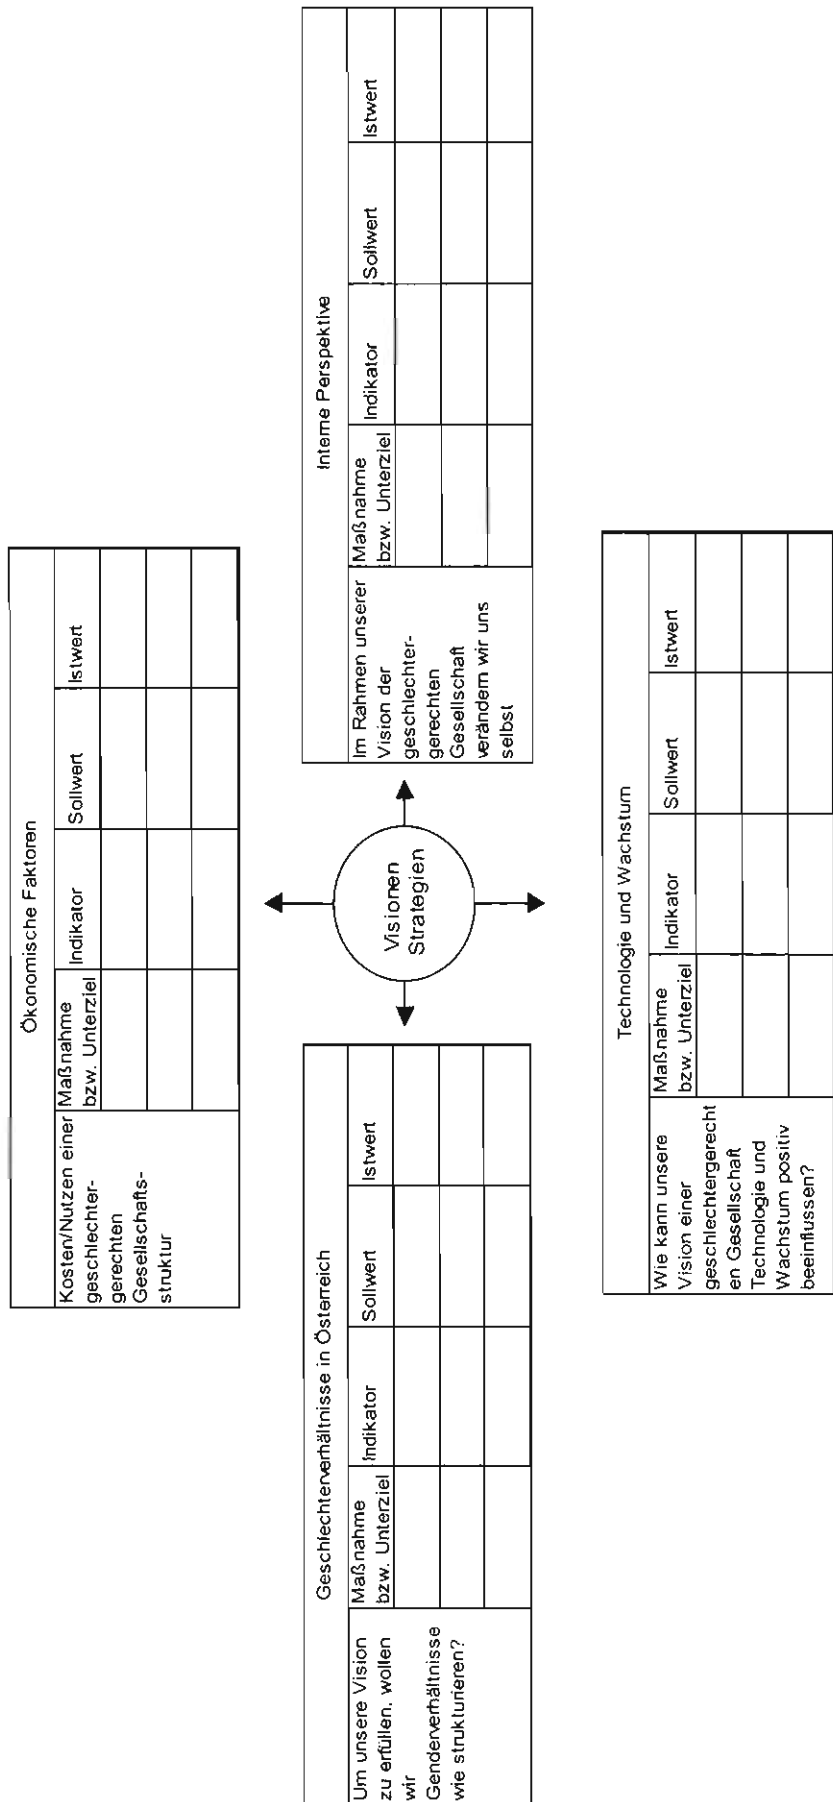 Ökonomische Faktoren
Kosten/Nutzen einer
geschlechter-
gerechten
Gesellschafts-
struktur
Maßnahme
bzw. Unterziel
Indikator
Sollwert
Istwert
Geschlechterverhältnisse in Österreich
Um unsere Vision
zu erfüllen, wollen
wir
Genderverhältnisse
wie strukturieren?
Maßnahme
bzw. Unterziel
Indikator
Sollwert
Istwert
Visionen
Strategien
Interne Perspektive
Im Rahmen unserer
Vision der
geschlechter-
gerechten
Gesellschaft
verändern wir uns
selbst
Maßnahme
bzw. Unterziel
Indikator
Sollwert
Istwert
Technologie und Wachstum
Wie kann unsere
Vision einer
geschlechtergerecht
en Gesellschaft
Technologie und
Wachstum positiv
beeinflussen?
Maßnahme
bzw. Unterziel
Indikator
Sollwert
Istwert